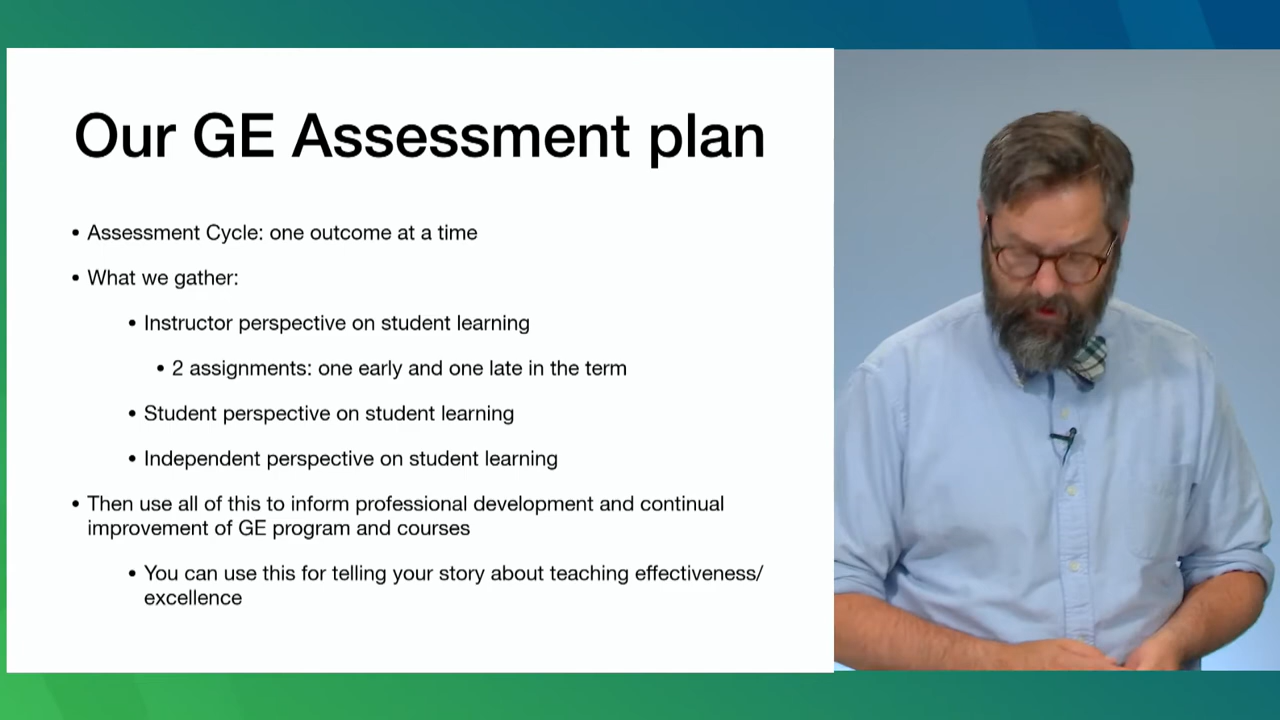 Our GE Assessment plan
• Assessment Cycle: one outcome at a time
• What we gather:
• Instructor perspective on student learning
• 2 assignments: one early and one late in the term
• Student perspective on student learning
• Independent perspective on student learning
• Then use all of this to inform professional development and continual
improvement of GE program and courses
• You can use this for telling your story about teaching effectiveness/
excellence